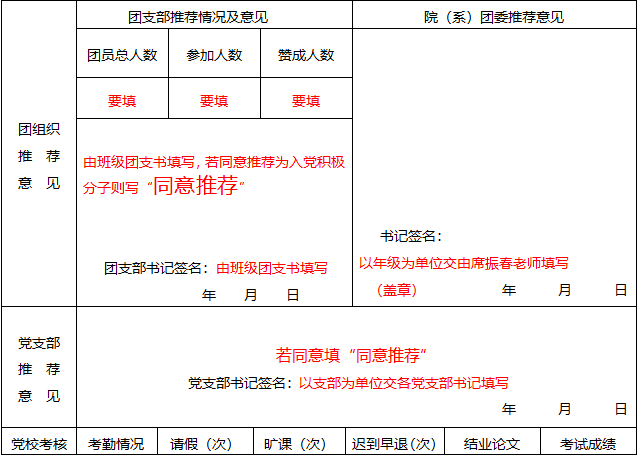 团支部推荐情况及意见
院（系）团委推荐意见
团员总人数 参加人数 赞成人数
要填 要填 要填
团组织
推 荐
意 见
由班级团支书填写，若同意推荐为入党积极
分子则写“同意推荐”
团支部书记签名：由班级团支书填写
年 月 日
书记签名：
以年级为单位交由席振春老师填写
（盖章） 年 月 日
党支部
推 荐
意 见
若同意填“同意推荐”
党支部书记签名：以支部为单位交各党支部书记填写
年 月 日
党校考核 考勤情况 请假（次） 旷课（次） 迟到早退(次) 结业论文 考试成绩